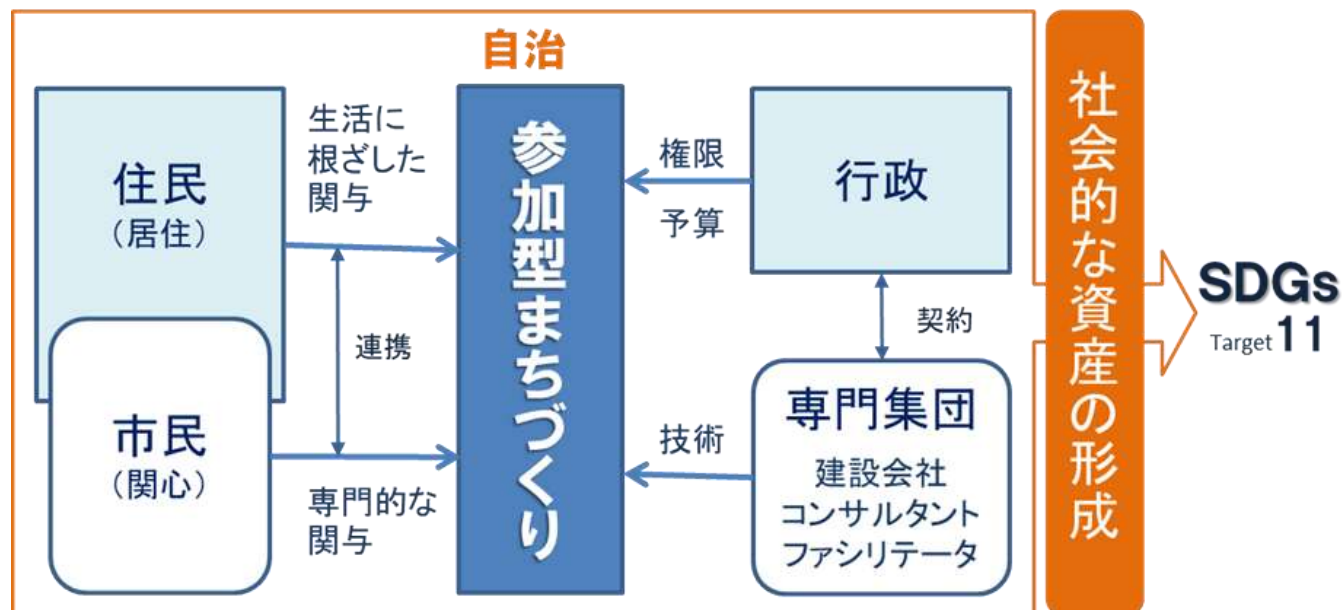 自治
住民
(居住)
市民
(関心)
生活に
根ざした
関与
連携
専門的な
関与
参加型まちづくり
権限
予算
行政
契約
技術
専門集団
建設会社
コンサルタント
ファシリテータ
社会的な資産の形成
SDGs
Target 11